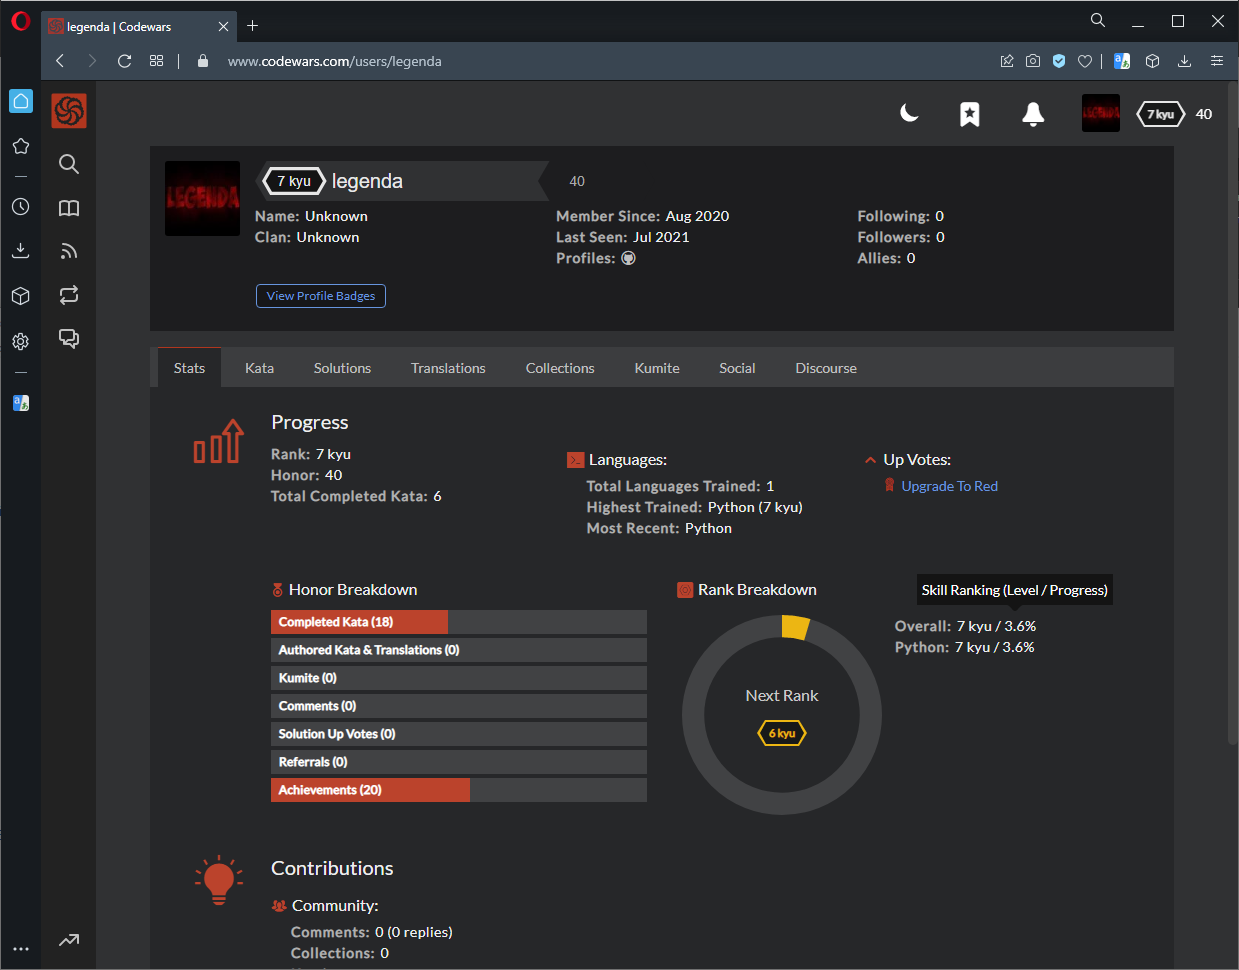 legenda | Codewars
www.codewars.com/users/legenda
LEGENDA
7 kyu
40
LEGENDA
7 kyu
legenda
40
Name: Unknown
Member Since: Aug 2020
Following: 0
Clan: Unknown
Last Seen: Jul 2021
Followers: 0
Profiles:
Allies: 0
View Profile Badges
Stats
Kata
Solutions
Translations
Collections
Kumite
Social
Discourse
Progress
Rank: 7 kyu
Honor: 40
Total Completed Kata: 6
Languages:
Total Languages Trained: 1
Highest Trained: Python (7 kyu)
Most Recent: Python
Up Votes:
Upgrade To Red
Honor Breakdown
Completed Kata (18)
Authored Kata & Translations (0)
Kumite (0)
Comments (0)
Solution Up Votes (0)
Referrals (0)
Achievements (20)
Rank Breakdown
Next Rank
6 kyu
Skill Ranking (Level / Progress)
Overall: 7 kyu / 3.6%
Python: 7 kyu / 3.6%
Contributions
Community:
Comments: 0 (0 replies)
Collections: 0